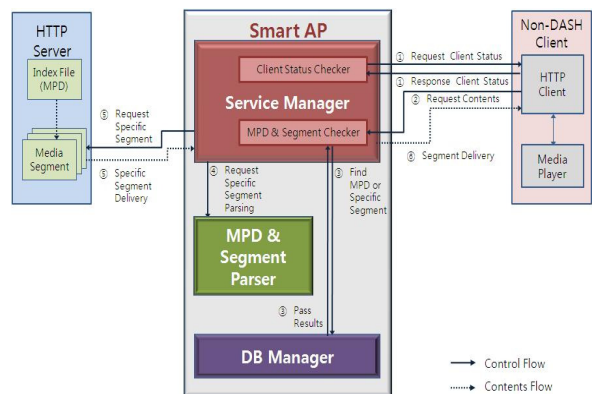 HTTP
Server
Index File
(MPD)
Media
Segment
⑤ Request
Specific
Segment
⑤ Specific
Segment
Delivery
Smart AP
Client Status Checker
Service Manager
MPD & Segment Checker
④ Request
Specific
Segment
Parsing
③ Find
MPD or
Specific
Segment
MPD &
Segment
Parser
③ Pass
Results
DB Manager
① Request Client Status
① Response Client Status
② Request Contents
⑥ Segment Delivery
Non-DASH
Client
HTTP
Client
Media
Player
Control Flow
Contents Flow